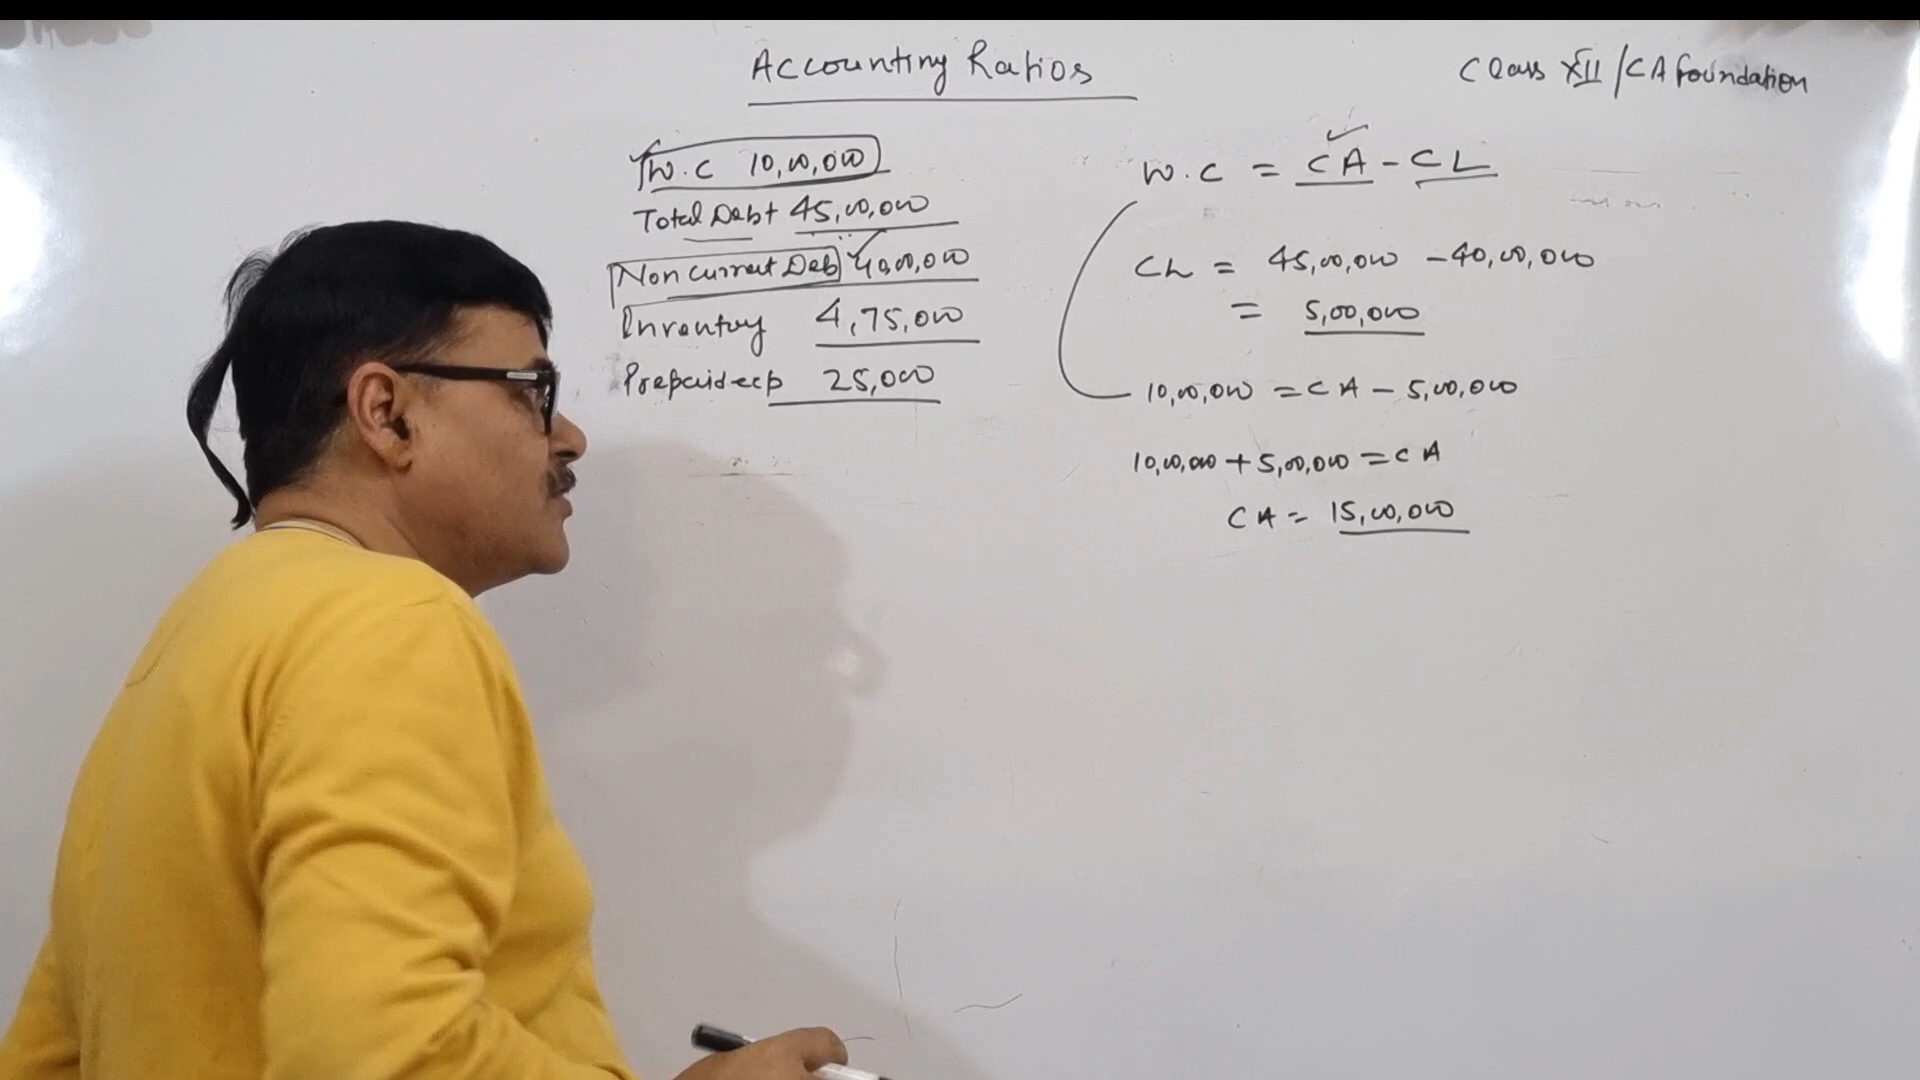 Accounting Ratios
Class XII / CA foundation
W.C 10,00,000
Total Debt 45,00,000
Non current Deb 40,00,000
Inventory 4,75,000
Prepaid exp 25,000
W.C = CA - CL
CL = 45,00,000 - 40,00,000
= 5,00,000
10,00,000 = CA - 5,00,000
10,00,000 + 5,00,000 = CA
CA = 15,00,000